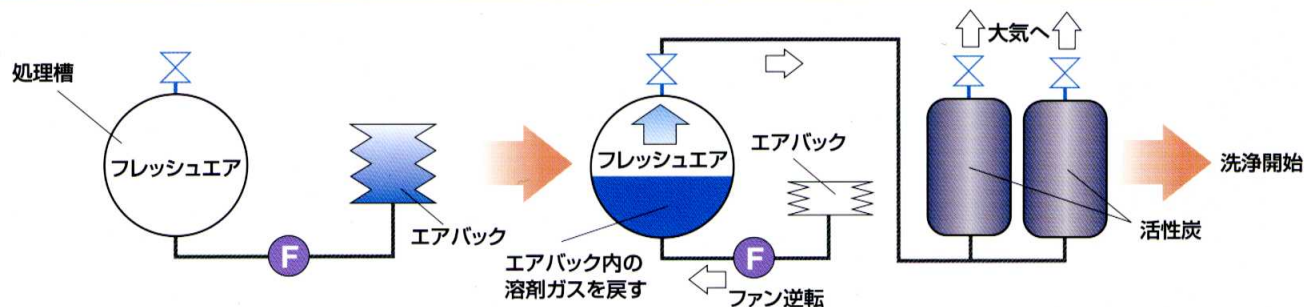 処理槽
フレッシュエア
エアバック
F
大気へ
フレッシュエア
エアバック
エアバック内の
溶剤ガスを戻す
F
ファン逆転
活性炭
洗浄開始